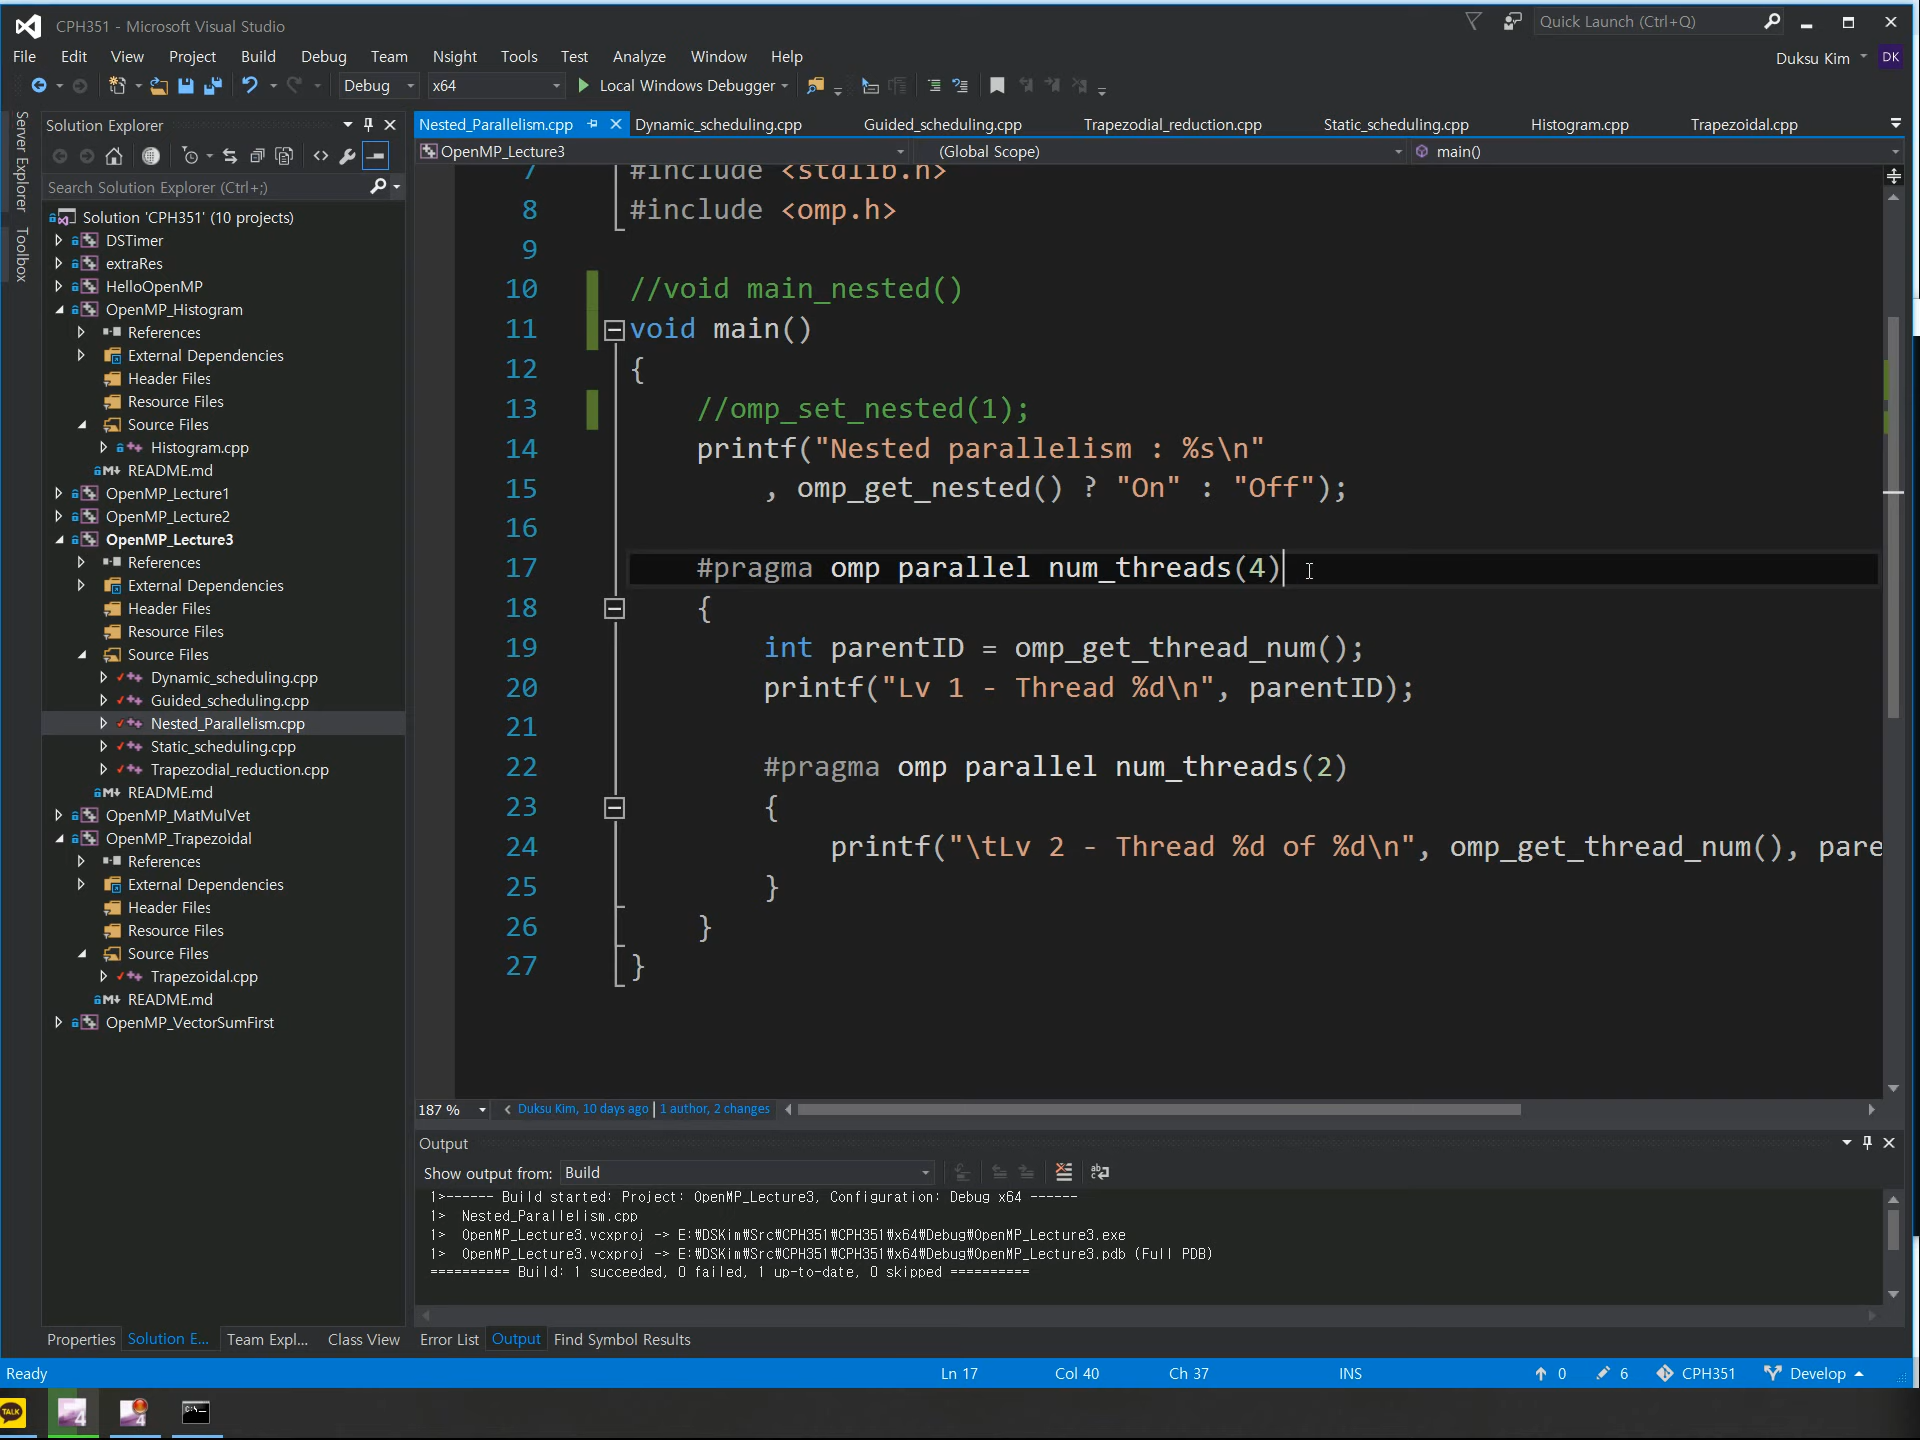 CPH351 - Microsoft Visual Studio
Quick Launch (Ctrl+Q)
File Edit View Project Build Debug Team Nsight Tools Test Analyze Window Help
Duksu Kim DK
Debug x64 Local Windows Debugger
Server Explorer
Toolbox
Solution Explorer
Search Solution Explorer (Ctrl+;)
Solution 'CPH351' (10 projects)
DSTimer
extraRes
HelloOpenMP
OpenMP_Histogram
References
External Dependencies
Header Files
Resource Files
Source Files
Histogram.cpp
README.md
OpenMP_Lecture1
OpenMP_Lecture2
OpenMP_Lecture3
References
External Dependencies
Header Files
Resource Files
Source Files
Dynamic_scheduling.cpp
Guided_scheduling.cpp
Nested_Parallelism.cpp
Static_scheduling.cpp
Trapezodial_reduction.cpp
README.md
OpenMP_MatMulVet
OpenMP_Trapezoidal
References
External Dependencies
Header Files
Resource Files
Source Files
Trapezoidal.cpp
README.md
OpenMP_VectorSumFirst
Properties Solution E... Team Expl... Class View
Nested_Parallelism.cpp Dynamic_scheduling.cpp Guided_scheduling.cpp Trapezodial_reduction.cpp Static_scheduling.cpp Histogram.cpp Trapezoidal.cpp
OpenMP_Lecture3 (Global Scope) main()
7 #include <stdlib.h>
8 #include <omp.h>
9
10 //void main_nested()
11 void main()
12 {
13 //omp_set_nested(1);
14 printf("Nested parallelism : %s\n"
15 , omp_get_nested() ? "On" : "Off");
16
17 #pragma omp parallel num_threads(4)
18 {
19 int parentID = omp_get_thread_num();
20 printf("Lv 1 - Thread %d\n", parentID);
21
22 #pragma omp parallel num_threads(2)
23 {
24 printf("\tLv 2 - Thread %d of %d\n", omp_get_thread_num(), pare
25 }
26 }
27 }
187 % Duksu Kim, 10 days ago | 1 author, 2 changes
Output
Show output from: Build
1>------ Build started: Project: OpenMP_Lecture3, Configuration: Debug x64 ------
1> Nested_Parallelism.cpp
1> OpenMP_Lecture3.vcxproj -> E:₩DSKim₩Src₩CPH351₩CPH351₩x64₩Debug₩OpenMP_Lecture3.exe
1> OpenMP_Lecture3.vcxproj -> E:₩DSKim₩Src₩CPH351₩CPH351₩x64₩Debug₩OpenMP_Lecture3.pdb (Full PDB)
========== Build: 1 succeeded, 0 failed, 1 up-to-date, 0 skipped ==========
Error List Output Find Symbol Results
Ready Ln 17 Col 40 Ch 37 INS 0 6 CPH351 Develop
TALK 4 4